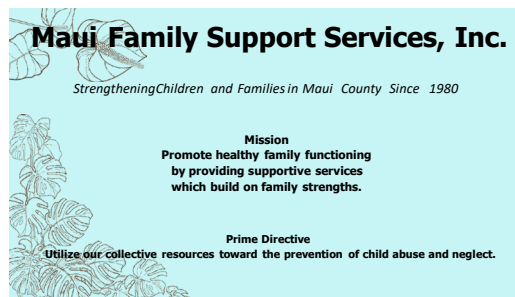 Maui Family Support Services, Inc.
Strengthening Children and Families in Maui County Since 1980
Mission
Promote healthy family functioning
by providing supportive services
which build on family strengths.
Prime Directive
Utilize our collective resources toward the prevention of child abuse and neglect.